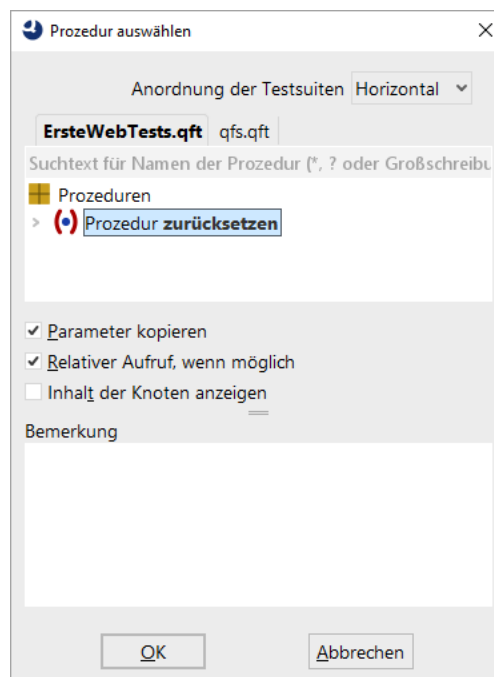 Prozedur auswählen
Anordnung der Testsuiten Horizontal
ErsteWebTests.qft qfs.qft
Suchtext für Namen der Prozedur (*, ? oder Großschreibu
Prozeduren
Prozedur zurücksetzen
Parameter kopieren
Relativer Aufruf, wenn möglich
Inhalt der Knoten anzeigen
Bemerkung
OK Abbrechen